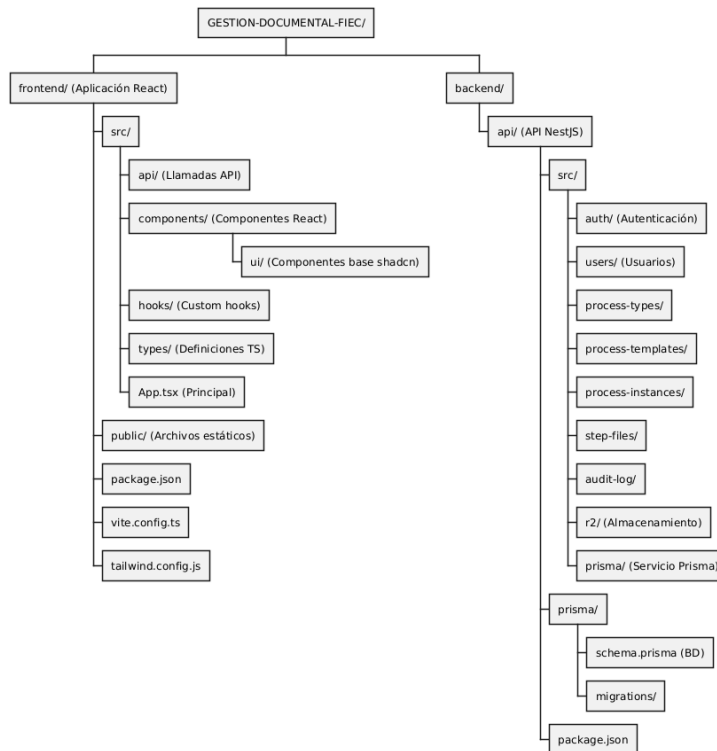 GESTION-DOCUMENTAL-FIEC/
frontend/ (Aplicación React)
src/
api/ (Llamadas API)
components/ (Componentes React)
ui/ (Componentes base shadcn)
hooks/ (Custom hooks)
types/ (Definiciones TS)
App.tsx (Principal)
public/ (Archivos estáticos)
package.json
vite.config.ts
tailwind.config.js
backend/
api/ (API NestJS)
src/
auth/ (Autenticación)
users/ (Usuarios)
process-types/
process-templates/
process-instances/
step-files/
audit-log/
r2/ (Almacenamiento)
prisma/ (Servicio Prisma)
prisma/
schema.prisma (BD)
migrations/
package.json